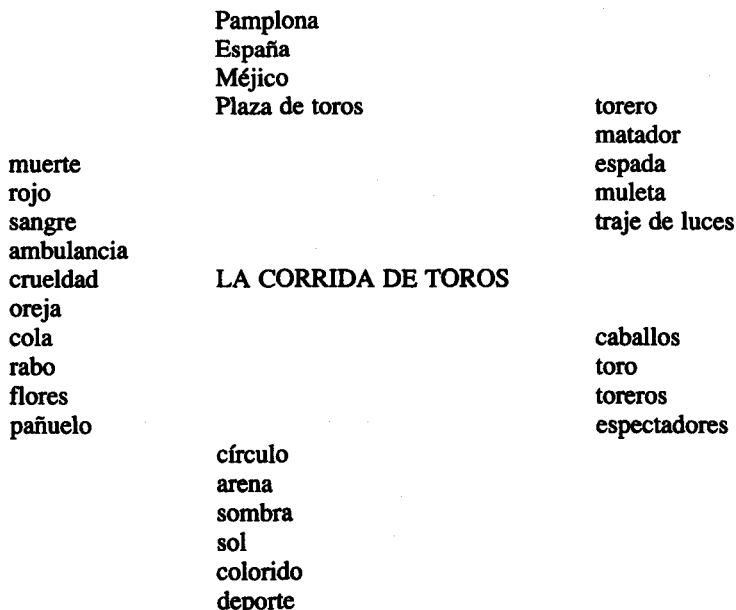 Pamplona
España
Méjico
Plaza de toros
torero
matador
espada
muleta
traje de luces
muerte
rojo
sangre
ambulancia
crueldad
oreja
cola
rabo
flores
pañuelo
LA CORRIDA DE TOROS
caballos
toro
toreros
espectadores
círculo
arena
sombra
sol
colorido
deporte